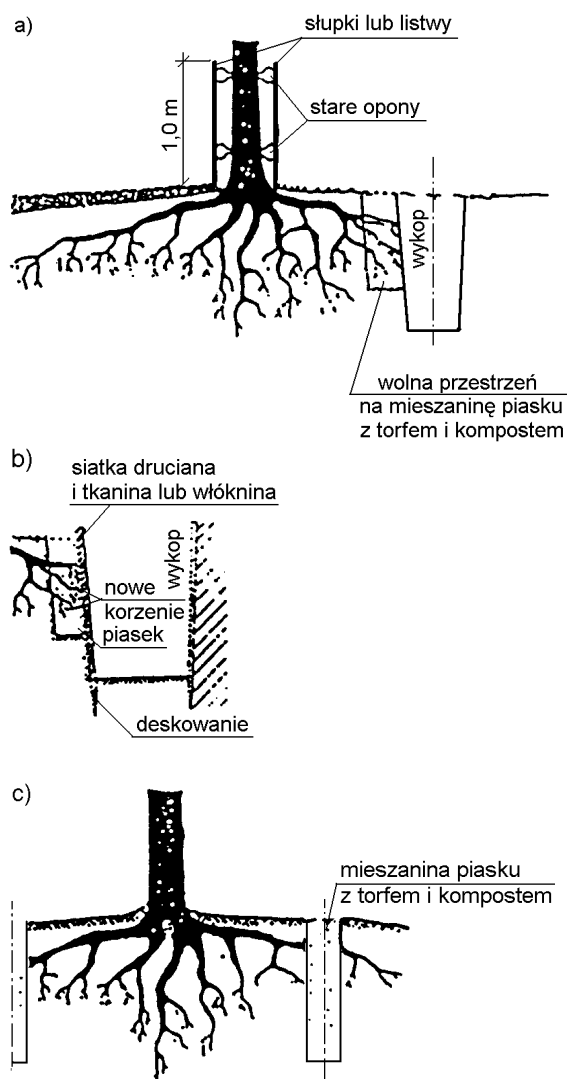 a)
słupki lub listwy
stare opony
1,0 m
wykop
wolna przestrzeń
na mieszaninę piasku
z torfem i kompostem
b)
siatka druciana
i tkanina lub włóknina
wykop
nowe
korzenie
piasek
deskowanie
c)
mieszanina piasku
z torfem i kompostem